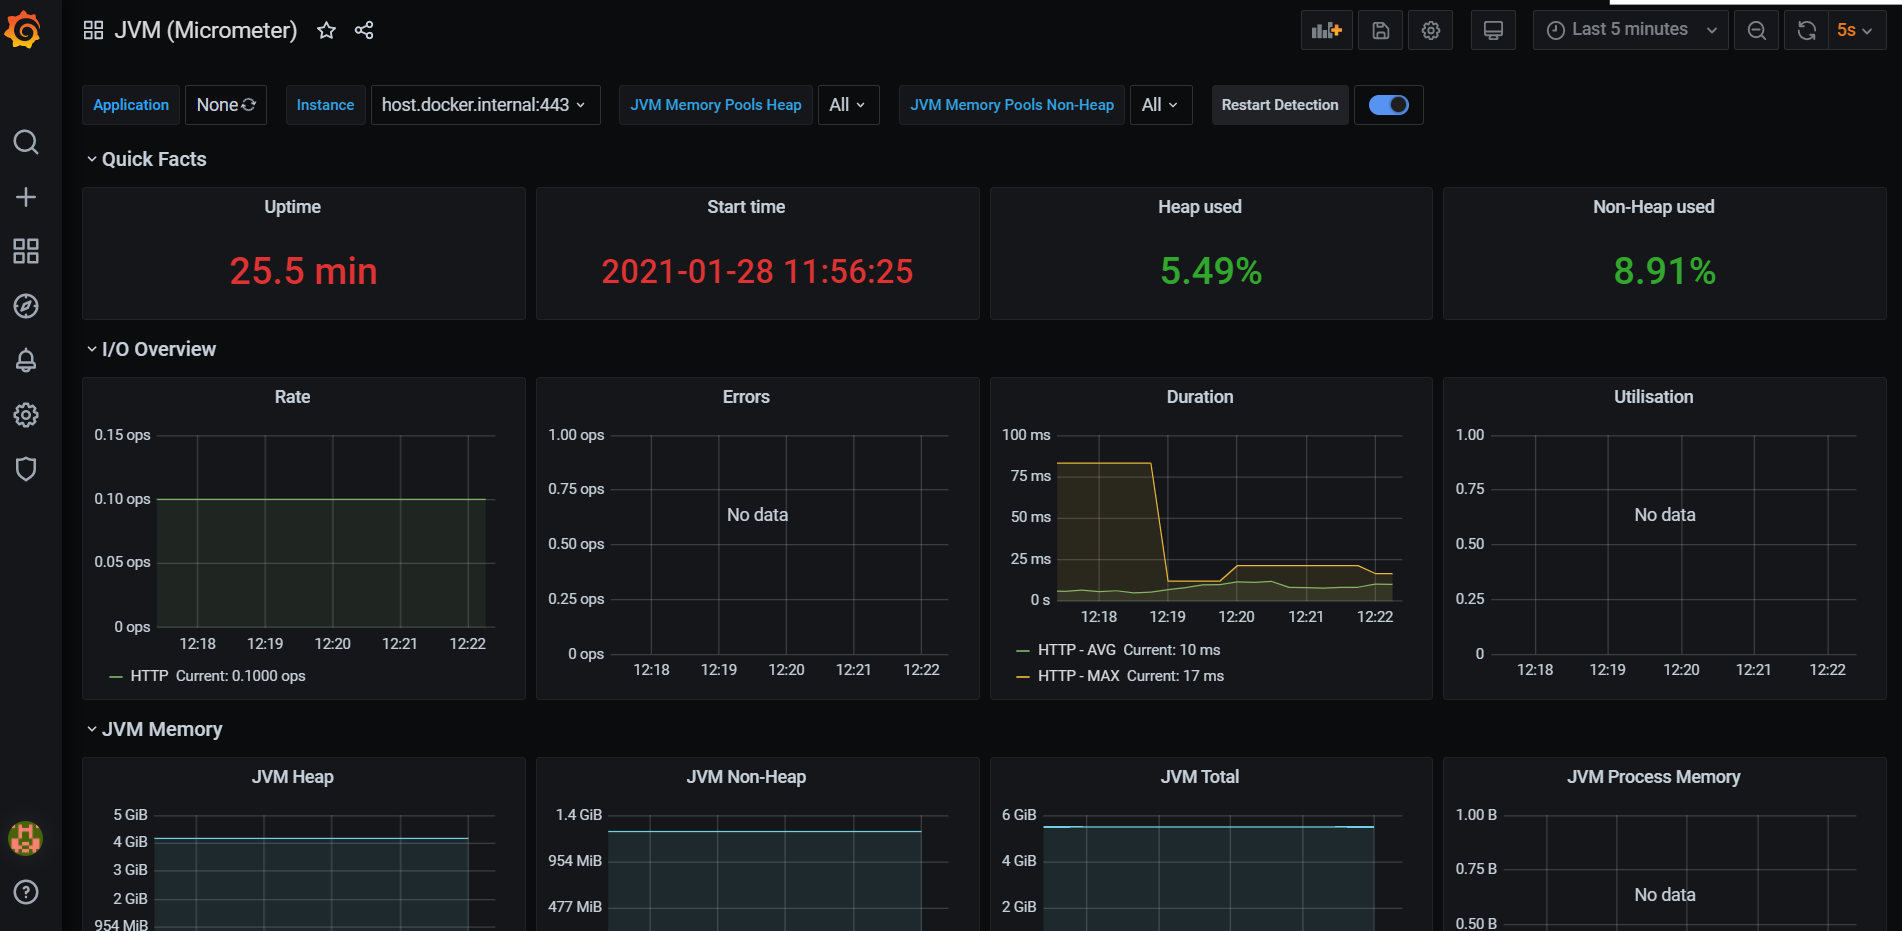 JVM (Micrometer)
Last 5 minutes
5s
Application None Instance host.docker.internal:443 JVM Memory Pools Heap All JVM Memory Pools Non-Heap All Restart Detection
Quick Facts
Uptime
25.5 min
Start time
2021-01-28 11:56:25
Heap used
5.49%
Non-Heap used
8.91%
I/O Overview
Rate
0.15 ops
0.10 ops
0.05 ops
0 ops
12:18 12:19 12:20 12:21 12:22
HTTP Current: 0.1000 ops
Errors
1.00 ops
0.75 ops
No data
0.50 ops
0.25 ops
0 ops
12:18 12:19 12:20 12:21 12:22
Duration
100 ms
75 ms
50 ms
25 ms
0 s
12:18 12:19 12:20 12:21 12:22
HTTP - AVG Current: 10 ms
HTTP - MAX Current: 17 ms
Utilisation
1.00
0.75
No data
0.50
0.25
0
12:18 12:19 12:20 12:21 12:22
JVM Memory
JVM Heap
5 GiB
4 GiB
3 GiB
2 GiB
954 MiB
JVM Non-Heap
1.4 GiB
954 MiB
477 MiB
JVM Total
6 GiB
4 GiB
2 GiB
JVM Process Memory
1.00 B
0.75 B
No data
0.50 B